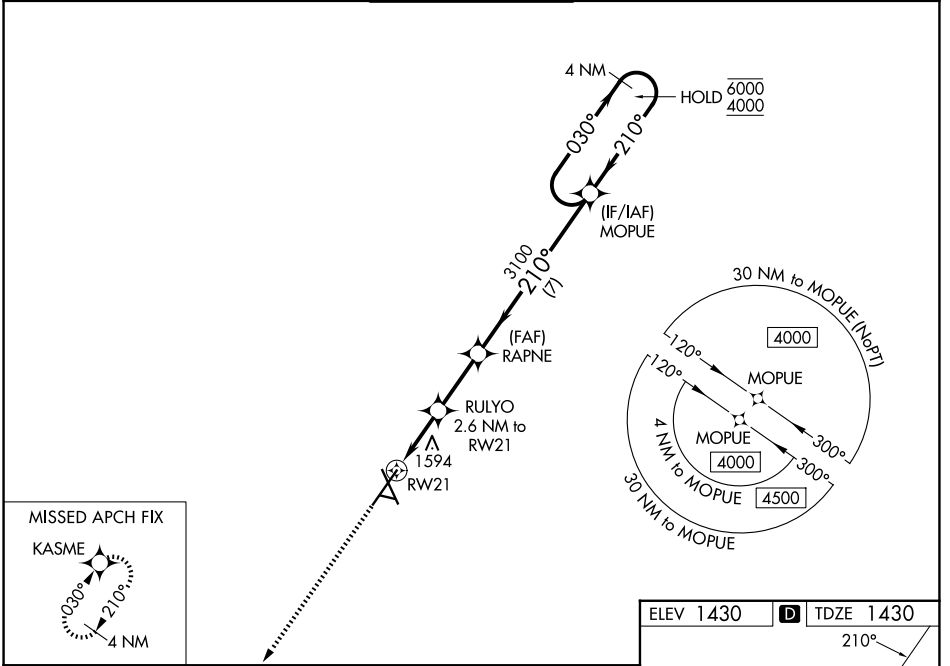 4 NM
HOLD 6000
4000
030°
210°
(IF/IAF)
MOPUE
3100
210°
(7)
(FAF)
RAPNE
RULYO
2.6 NM to
RW21
1594
RW21
30 NM to MOPUE (NoPT)
4000
120°
MOPUE
300°
120°
MOPUE
4000
300°
4 NM to MOPUE
4500
30 NM to MOPUE
MISSED APCH FIX
KASME
030°
210°
4 NM
ELEV 1430 D TDZE 1430
210°